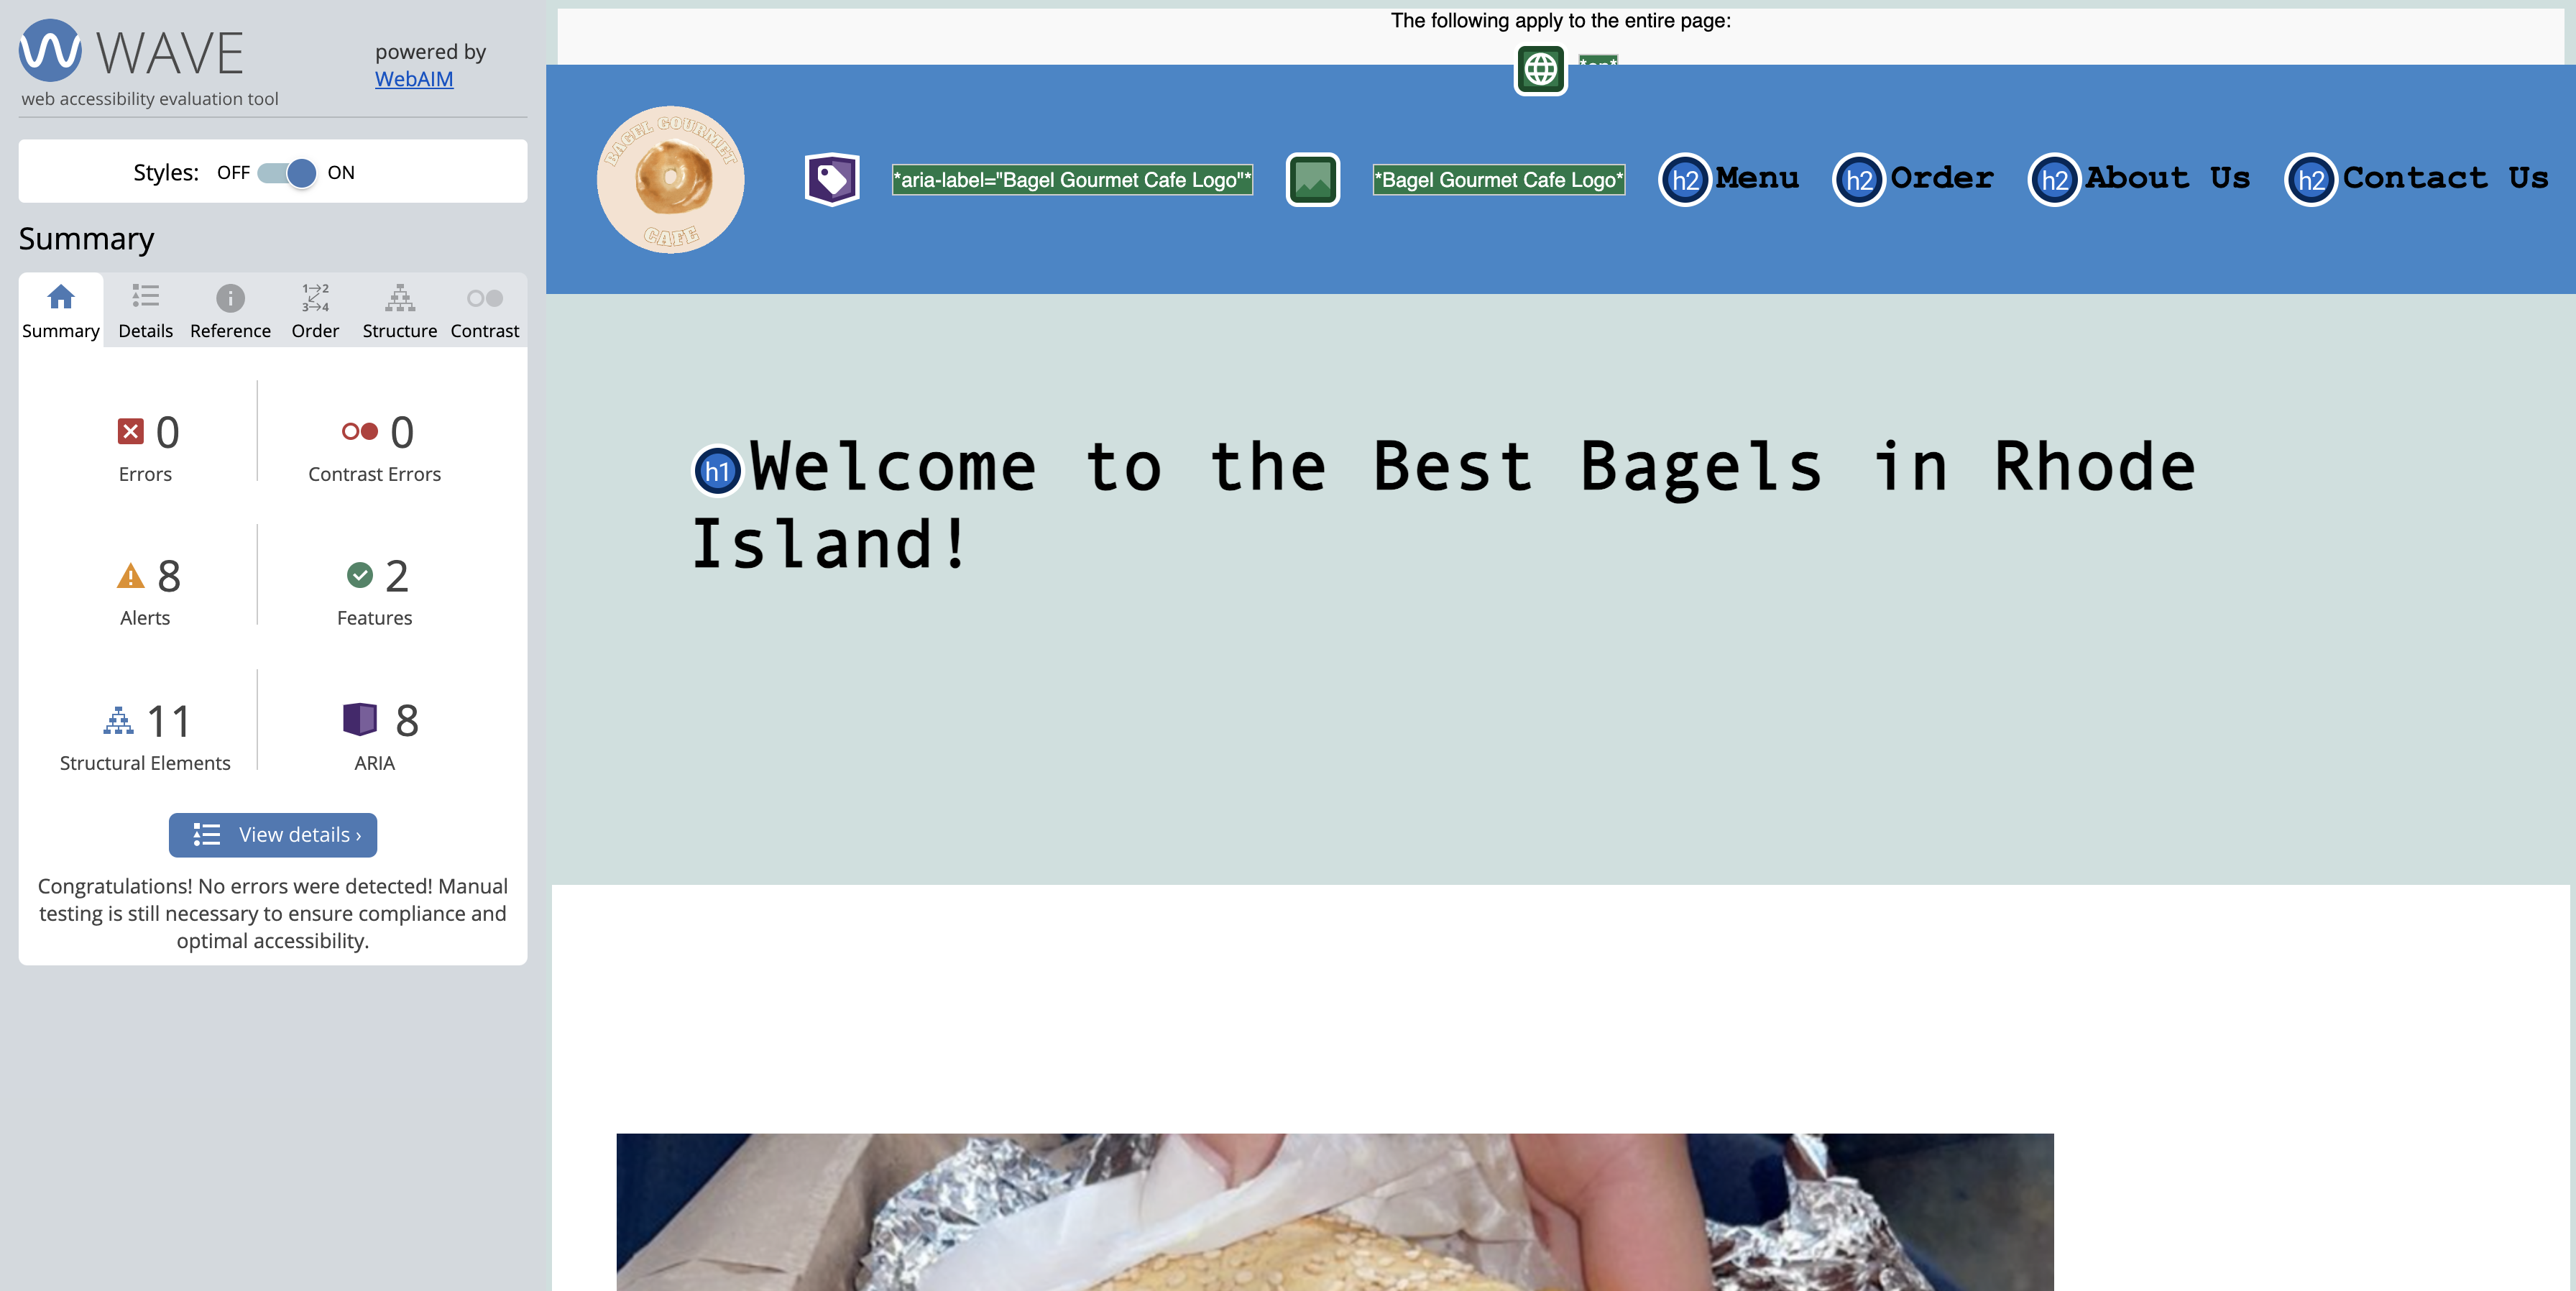 WAVE
powered by
WebAIM
web accessibility evaluation tool
Styles: OFF ON
Summary
1 2
3 4
Summary Details Reference Order Structure Contrast
0
Errors
0
Contrast Errors
8
Alerts
2
Features
11
Structural Elements
8
ARIA
View details ›
Congratulations! No errors were detected! Manual
testing is still necessary to ensure compliance and
optimal accessibility.
The following apply to the entire page:
BAGEL GOURMET
CAFE
*aria-label="Bagel Gourmet Cafe Logo"*
*Bagel Gourmet Cafe Logo*
h2 Menu
h2 Order
h2 About Us
h2 Contact Us
h1 Welcome to the Best Bagels in Rhode
Island!